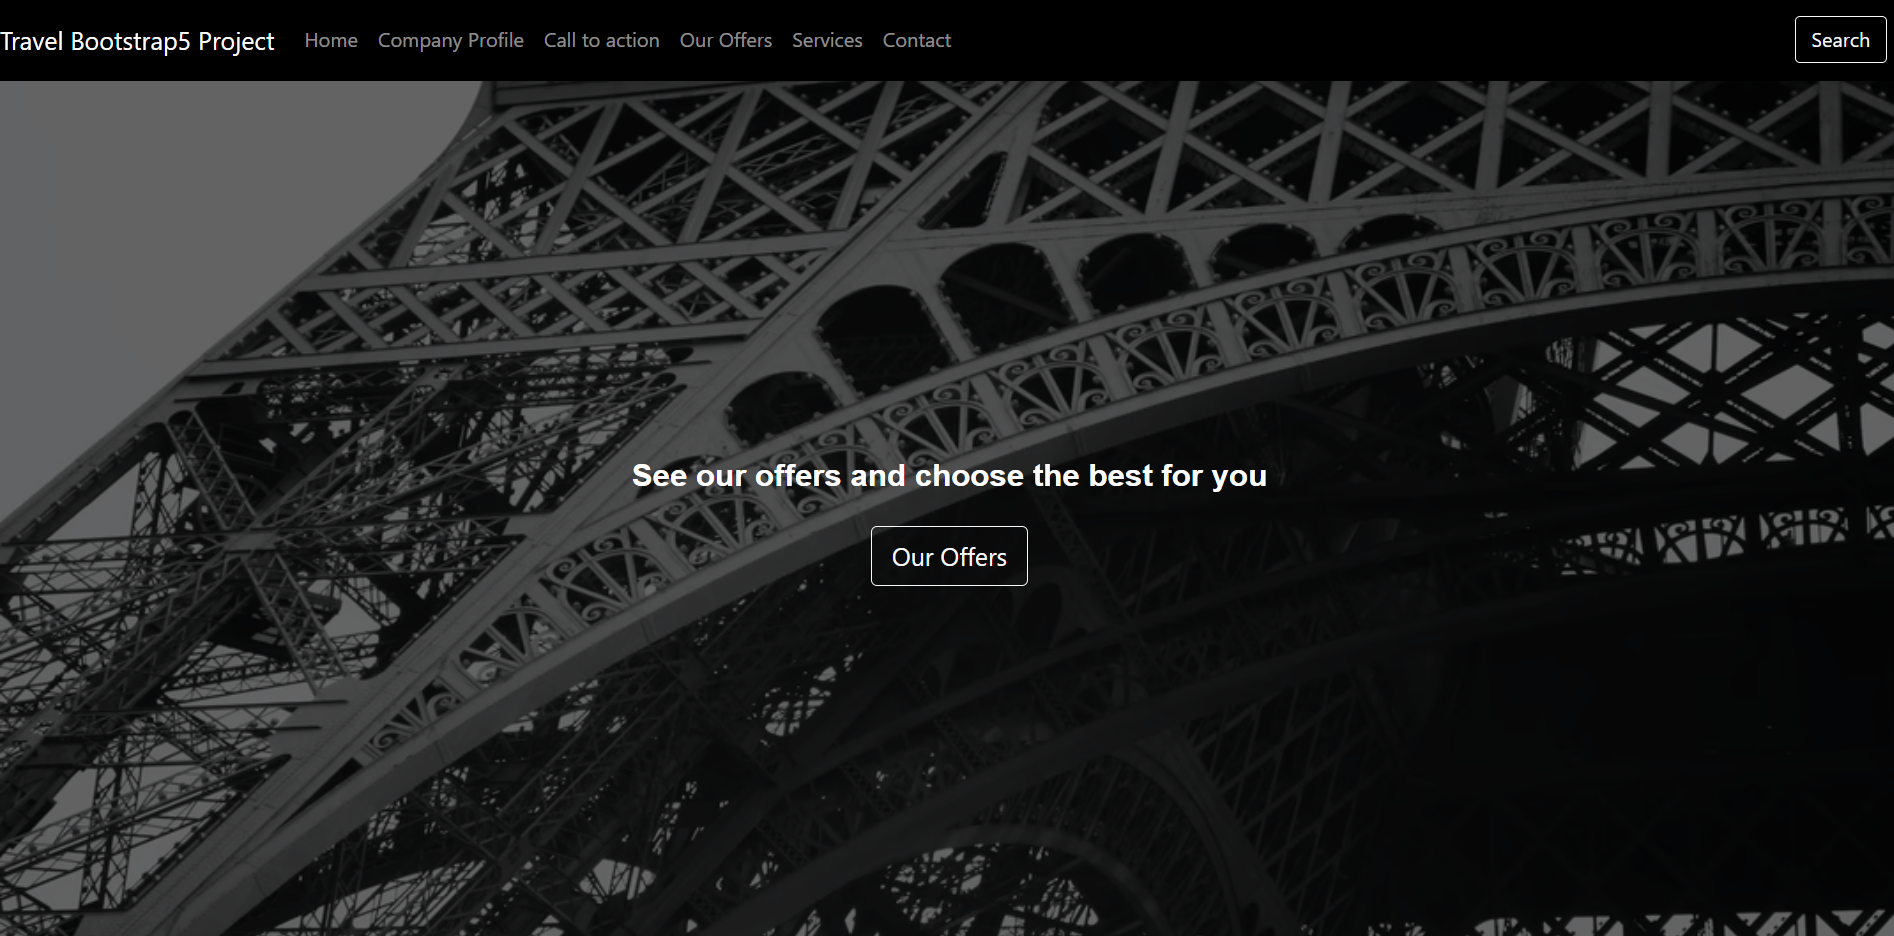 Travel Bootstrap5 Project Home Company Profile Call to action Our Offers Services Contact Search
See our offers and choose the best for you
Our Offers